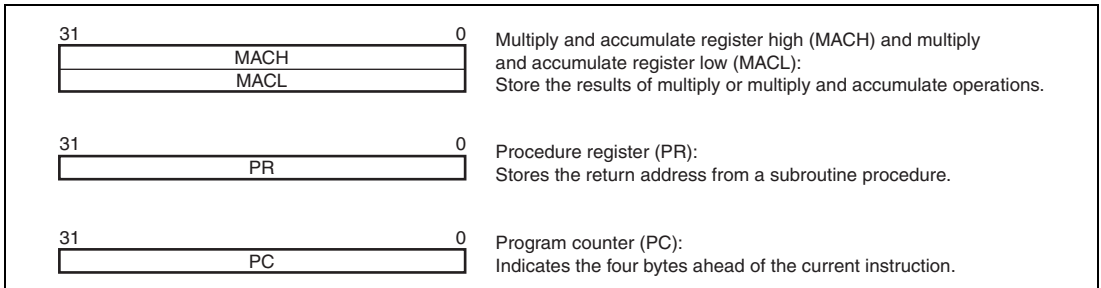 31 0
MACH
MACL
Multiply and accumulate register high (MACH) and multiply
and accumulate register low (MACL):
Store the results of multiply or multiply and accumulate operations.
31 0
PR
Procedure register (PR):
Stores the return address from a subroutine procedure.
31 0
PC
Program counter (PC):
Indicates the four bytes ahead of the current instruction.